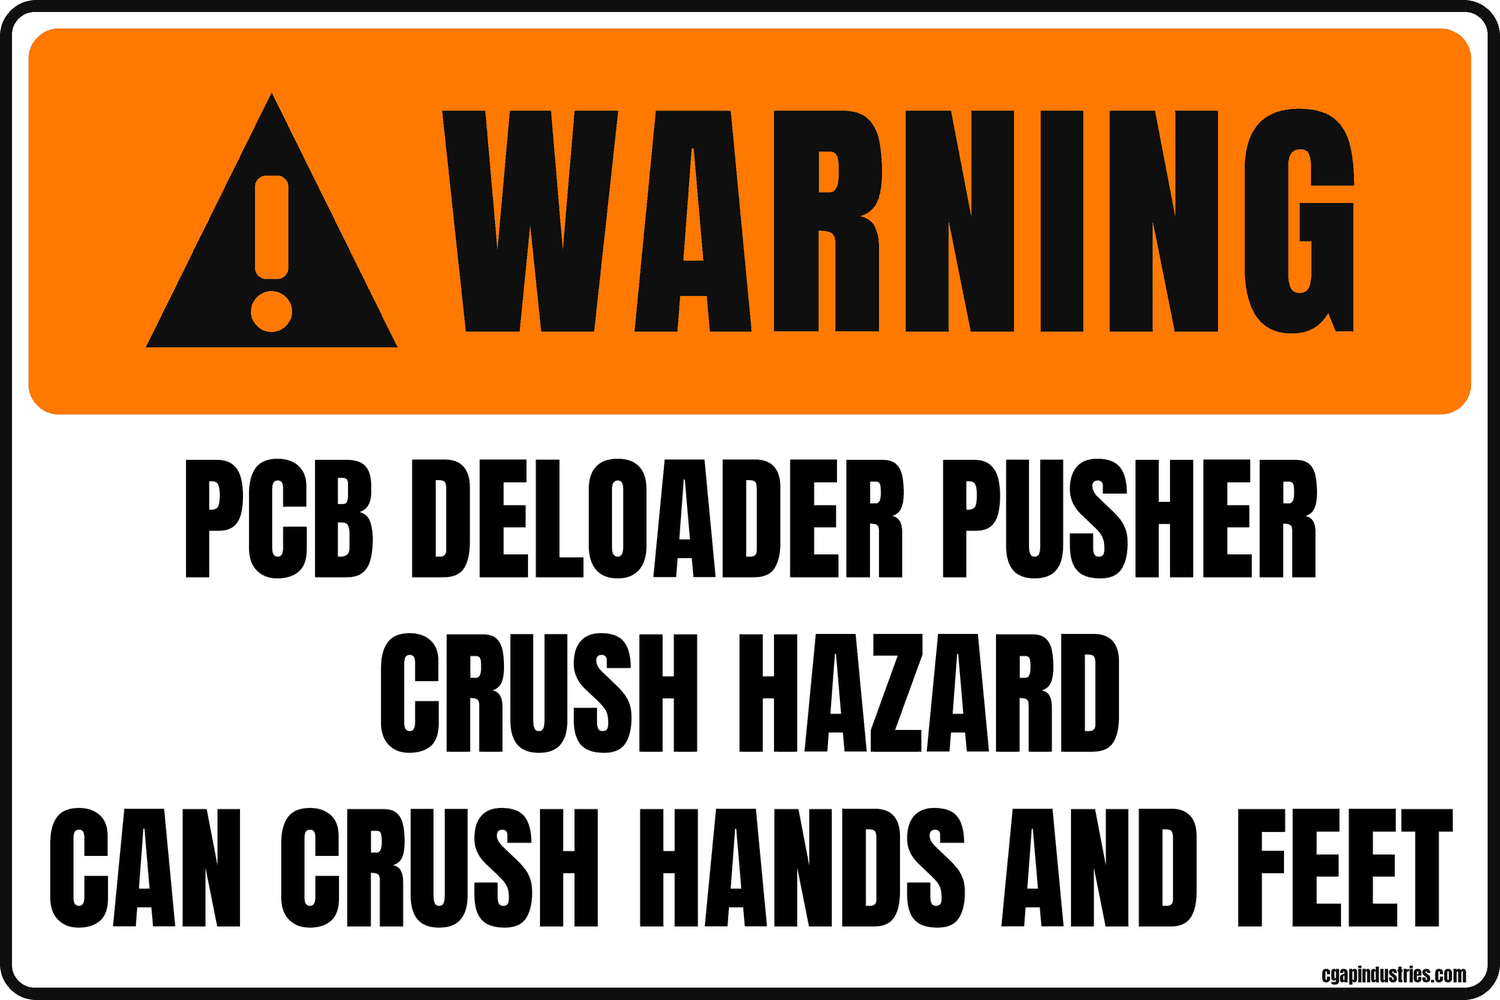 WARNING
PCB DELOADER PUSHER
CRUSH HAZARD
CAN CRUSH HANDS AND FEET
cgapindustries.com